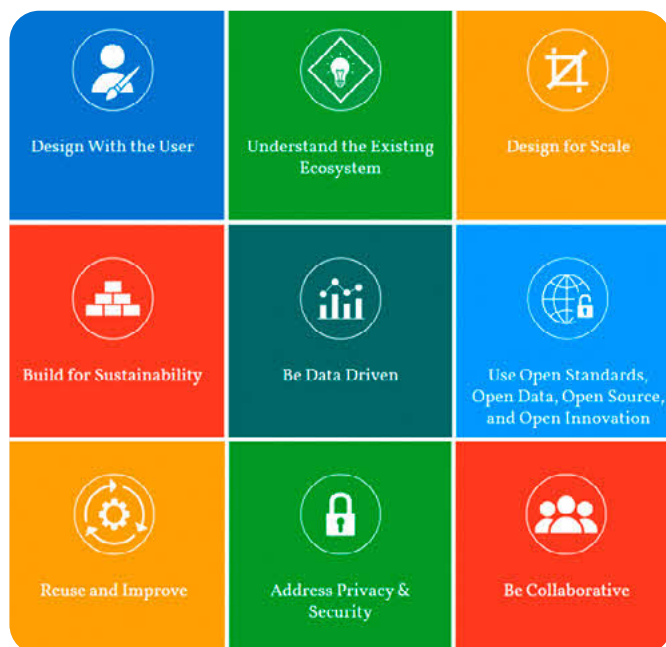 Design With the User
Understand the Existing
Ecosystem
Design for Scale
Build for Sustainability
Be Data Driven
Use Open Standards,
Open Data, Open Source,
and Open Innovation
Reuse and Improve
Address Privacy &
Security
Be Collaborative